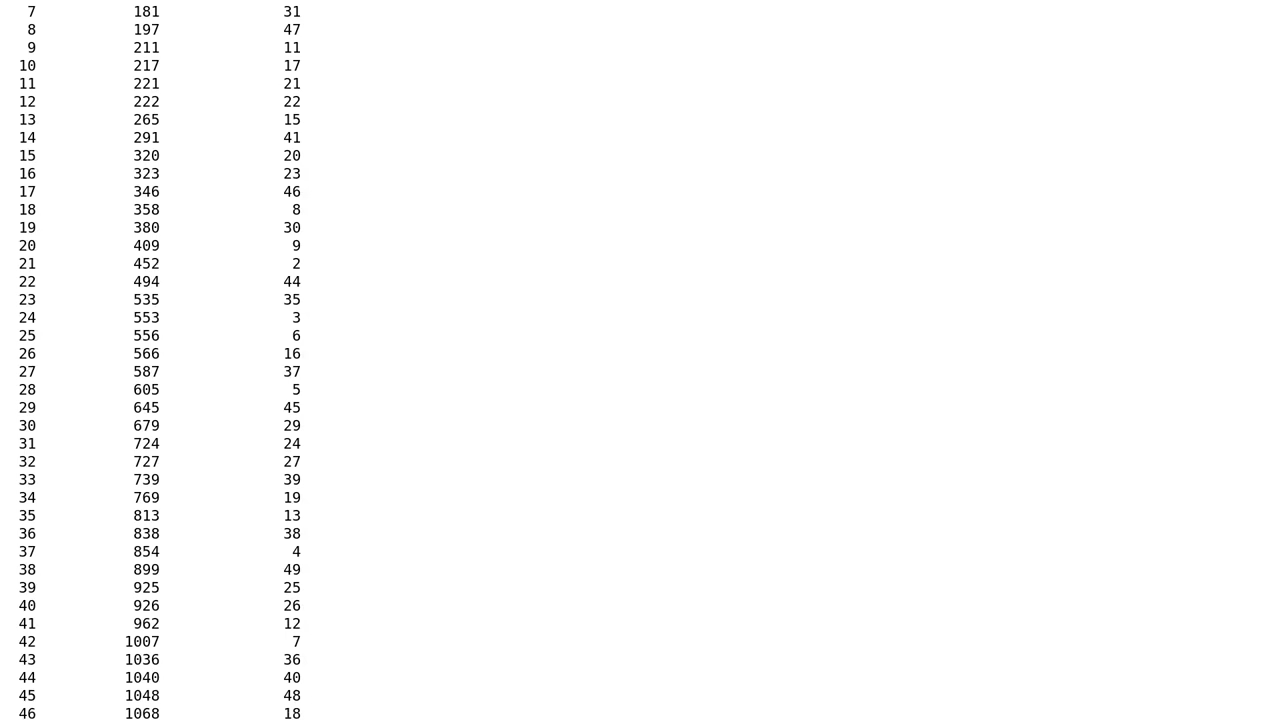 7 181 31
8 197 47
9 211 11
10 217 17
11 221 21
12 222 22
13 265 15
14 291 41
15 320 20
16 323 23
17 346 46
18 358 8
19 380 30
20 409 9
21 452 2
22 494 44
23 535 35
24 553 3
25 556 6
26 566 16
27 587 37
28 605 5
29 645 45
30 679 29
31 724 24
32 727 27
33 739 39
34 769 19
35 813 13
36 838 38
37 854 4
38 899 49
39 925 25
40 926 26
41 962 12
42 1007 7
43 1036 36
44 1040 40
45 1048 48
46 1068 18